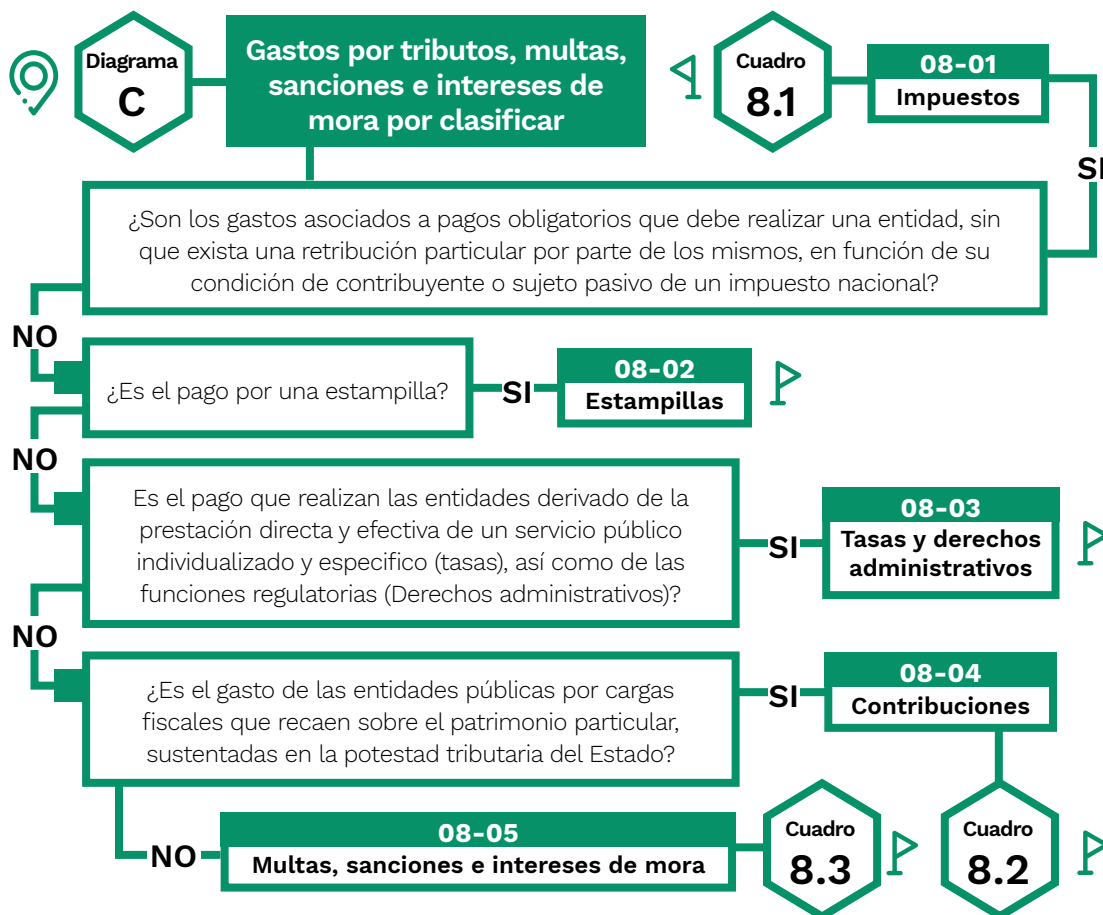 Diagrama
C
Gastos por tributos, multas,
sanciones e intereses de
mora por clasificar
Cuadro
8.1
08-01
Impuestos
SI
¿Son los gastos asociados a pagos obligatorios que debe realizar una entidad, sin
que exista una retribución particular por parte de los mismos, en función de su
condición de contribuyente o sujeto pasivo de un impuesto nacional?
NO
¿Es el pago por una estampilla?
SI
08-02
Estampillas
NO
Es el pago que realizan las entidades derivado de la
prestación directa y efectiva de un servicio público
individualizado y especifico (tasas), así como de las
funciones regulatorias (Derechos administrativos)?
SI
08-03
Tasas y derechos
administrativos
NO
¿Es el gasto de las entidades públicas por cargas
fiscales que recaen sobre el patrimonio particular,
sustentadas en la potestad tributaria del Estado?
SI
08-04
Contribuciones
NO
08-05
Multas, sanciones e intereses de mora
Cuadro
8.3
Cuadro
8.2